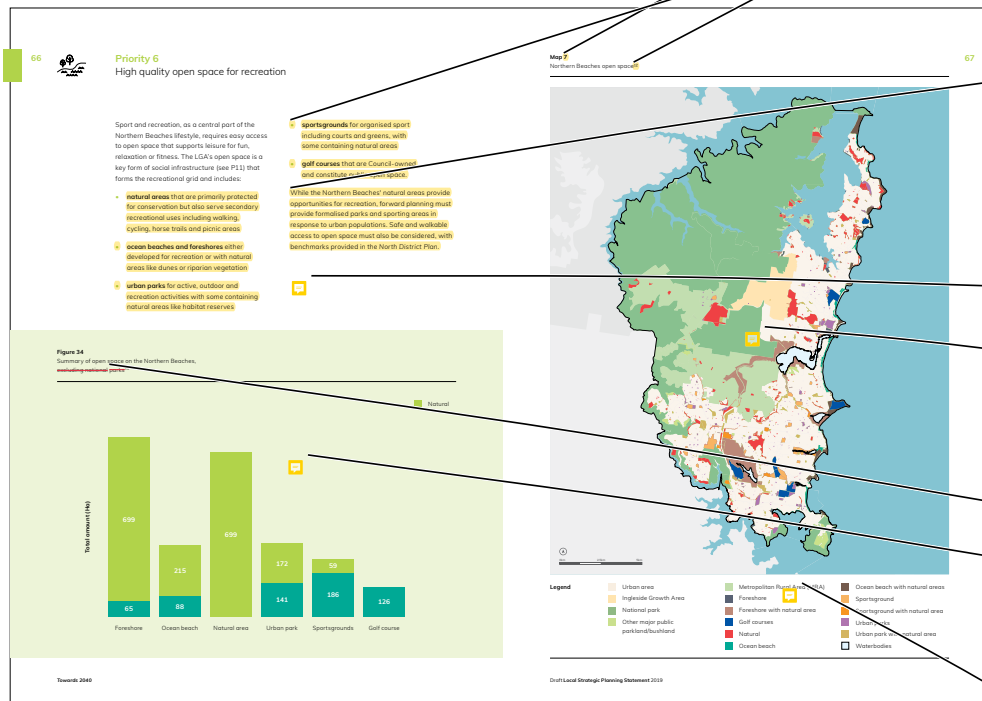 66
Priority 6
High quality open space for recreation
Sport and recreation, as a central part of the
Northern Beaches lifestyle, requires easy access
to open space that supports leisure for fun,
relaxation or fitness. The LGA's open space is a
key form of social infrastructure (see P11) that
forms the recreational grid and includes:
• natural areas that are primarily protected
for conservation but also serve secondary
recreational uses including walking,
cycling, horse trails and picnic areas
• ocean beaches and foreshores either
developed for recreation or with natural
areas like dunes or riparian vegetation
• urban parks for active, outdoor and
recreation activities with some containing
natural areas like habitat reserves
• sportsgrounds for organised sport
including courts and greens, with
some containing natural areas
• golf courses that are Council-owned
and constitute public open space.
While the Northern Beaches' natural areas provide
opportunities for recreation, forward planning must
provide formalised parks and sporting areas in
response to urban populations. Safe and walkable
access to open space must also be considered, with
benchmarks provided in the North District Plan.
Figure 34
Summary of open space on the Northern Beaches,
excluding national parks
Natural
Total amount (Ha)
699
65
215
88
699
172
141
59
186
126
Foreshore
Ocean beach
Natural area
Urban park
Sportsgrounds
Golf course
Towards 2040
Map 7
Northern Beaches open space
67
Legend
Urban area
Ingleside Growth Area
National park
Other major public
parkland/bushland
Metropolitan Rural Area (MRA)
Foreshore
Foreshore with natural area
Golf courses
Natural
Ocean beach
Ocean beach with natural areas
Sportsground
Sportsground with natural area
Urban parks
Urban park with natural area
Waterbodies
Draft Local Strategic Planning Statement 2019